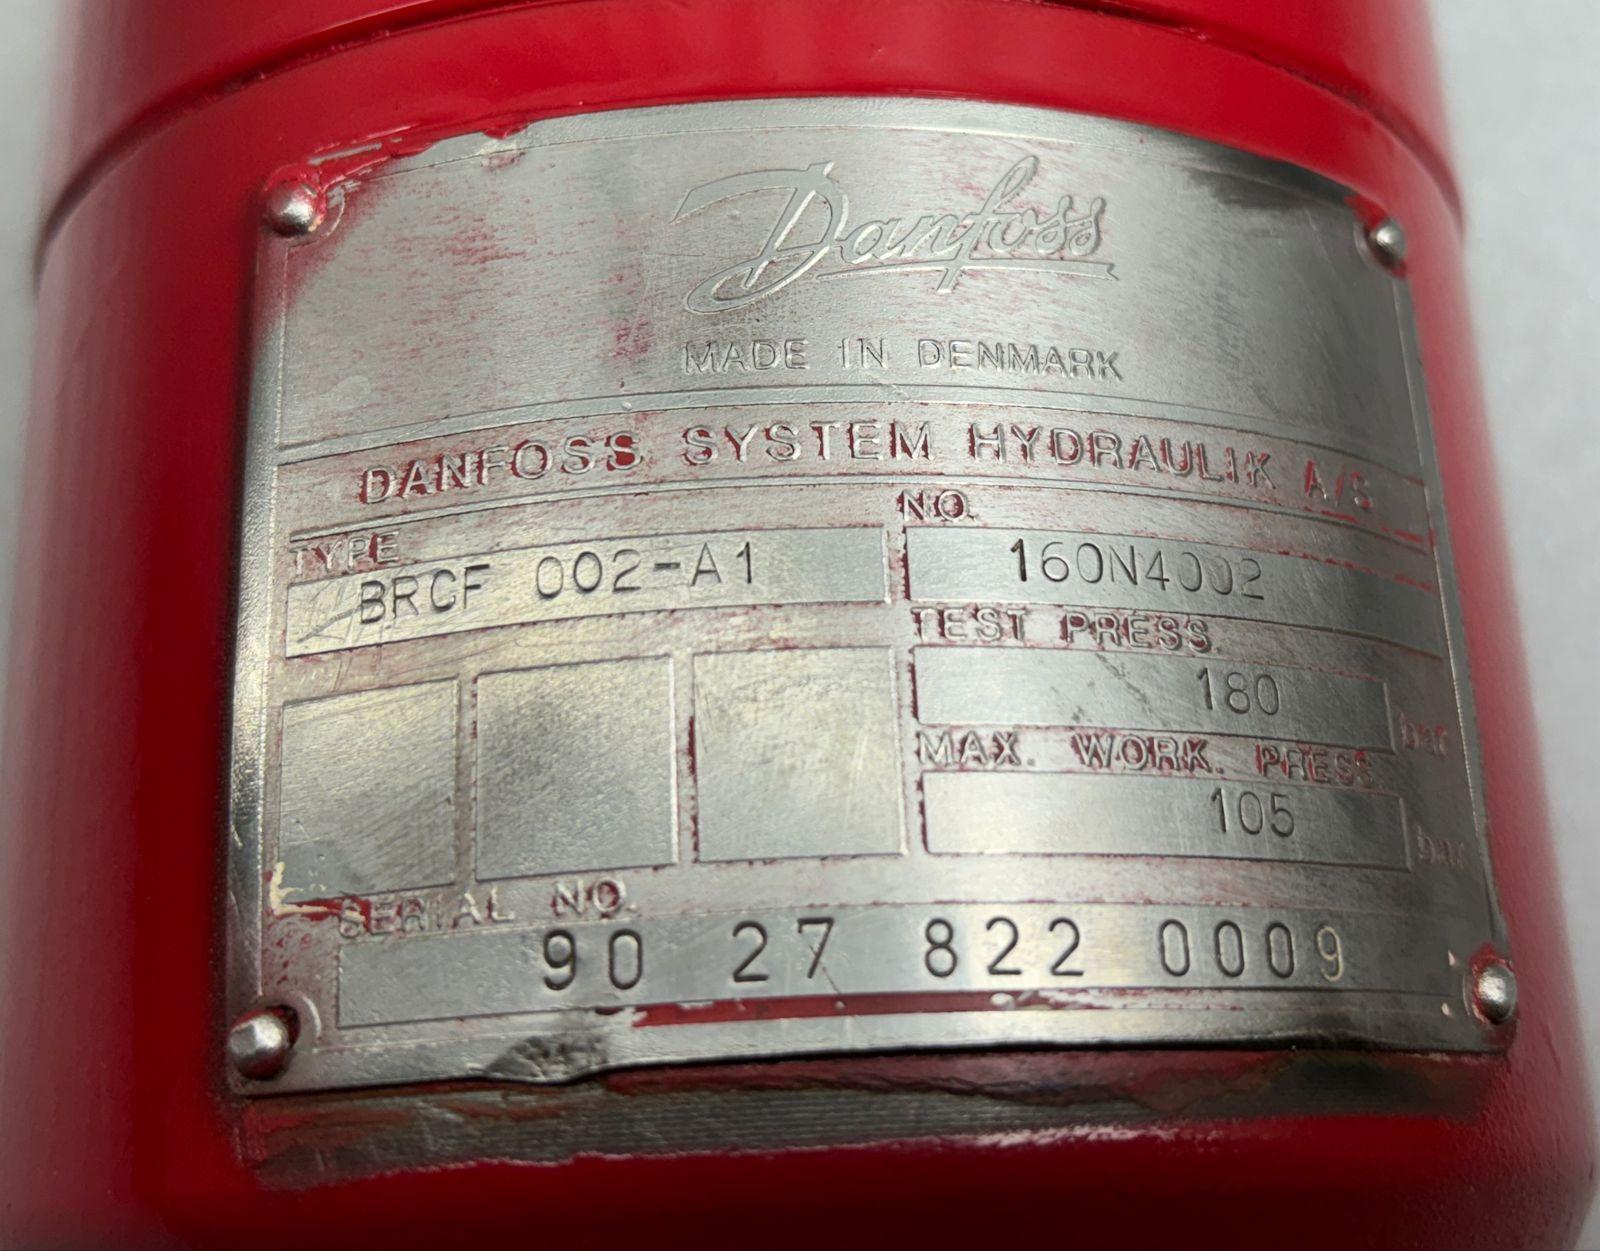 Danfoss
MADE IN DENMARK
DANFOSS SYSTEM HYDRAULIK A/S
TYPE
BRCF 002-A1
NO.
160N4002
TEST PRESS.
180 bar
MAX. WORK. PRESS.
105 bar
SERIAL NO.
90 27 822 0009